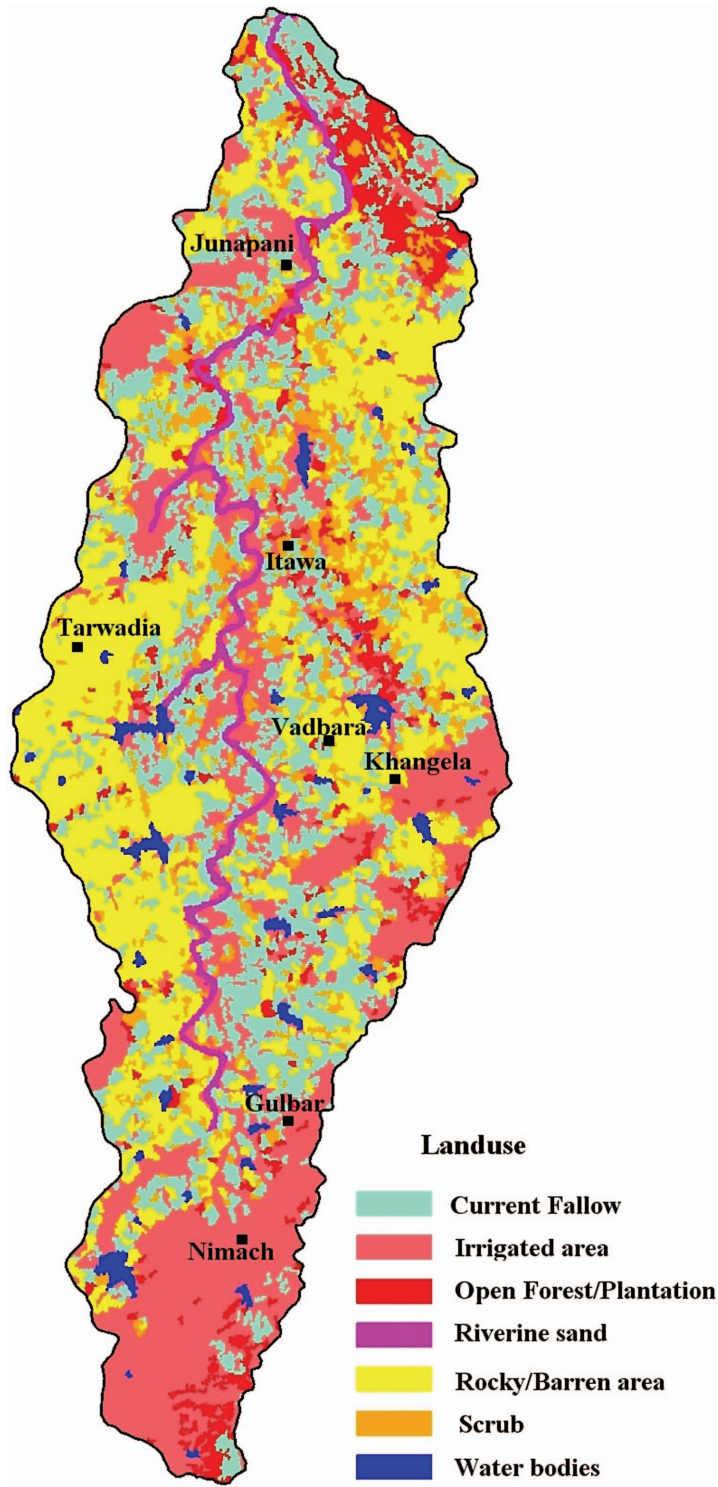 Junapani
Itawa
Tarwadia
Vadbara
Khangela
Gulbar
Nimach
Landuse
Current Fallow
Irrigated area
Open Forest/Plantation
Riverine sand
Rocky/Barren area
Scrub
Water bodies